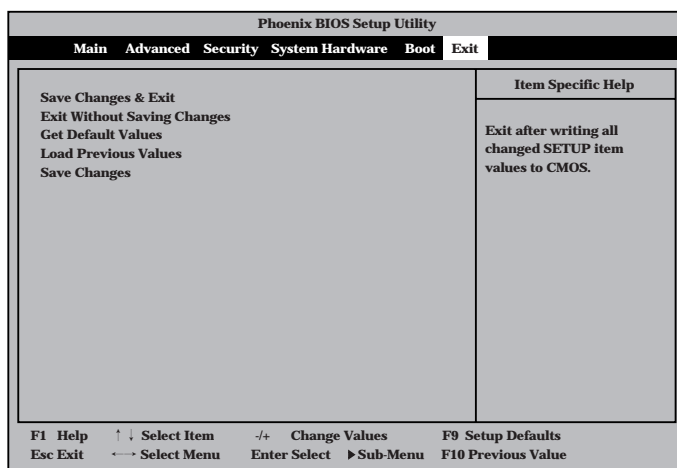 Phoenix BIOS Setup Utility
Main Advanced Security System Hardware Boot Exit
Save Changes & Exit
Exit Without Saving Changes
Get Default Values
Load Previous Values
Save Changes
Item Specific Help
Exit after writing all
changed SETUP item
values to CMOS.
F1 Help ↑↓ Select Item -/+ Change Values F9 Setup Defaults
Esc Exit ←→ Select Menu Enter Select ▶Sub-Menu F10 Previous Value